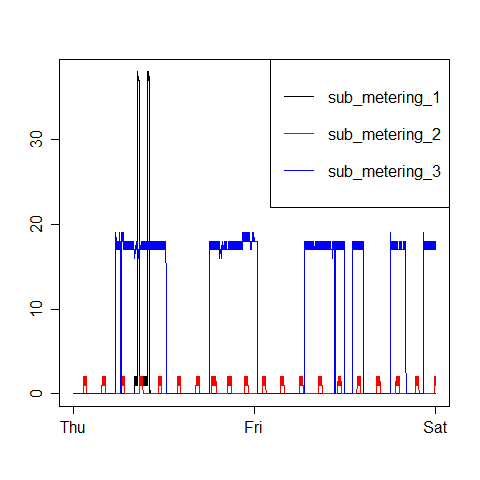 sub_metering_1
sub_metering_2
sub_metering_3
30
20
10
0
Thu Fri Sat